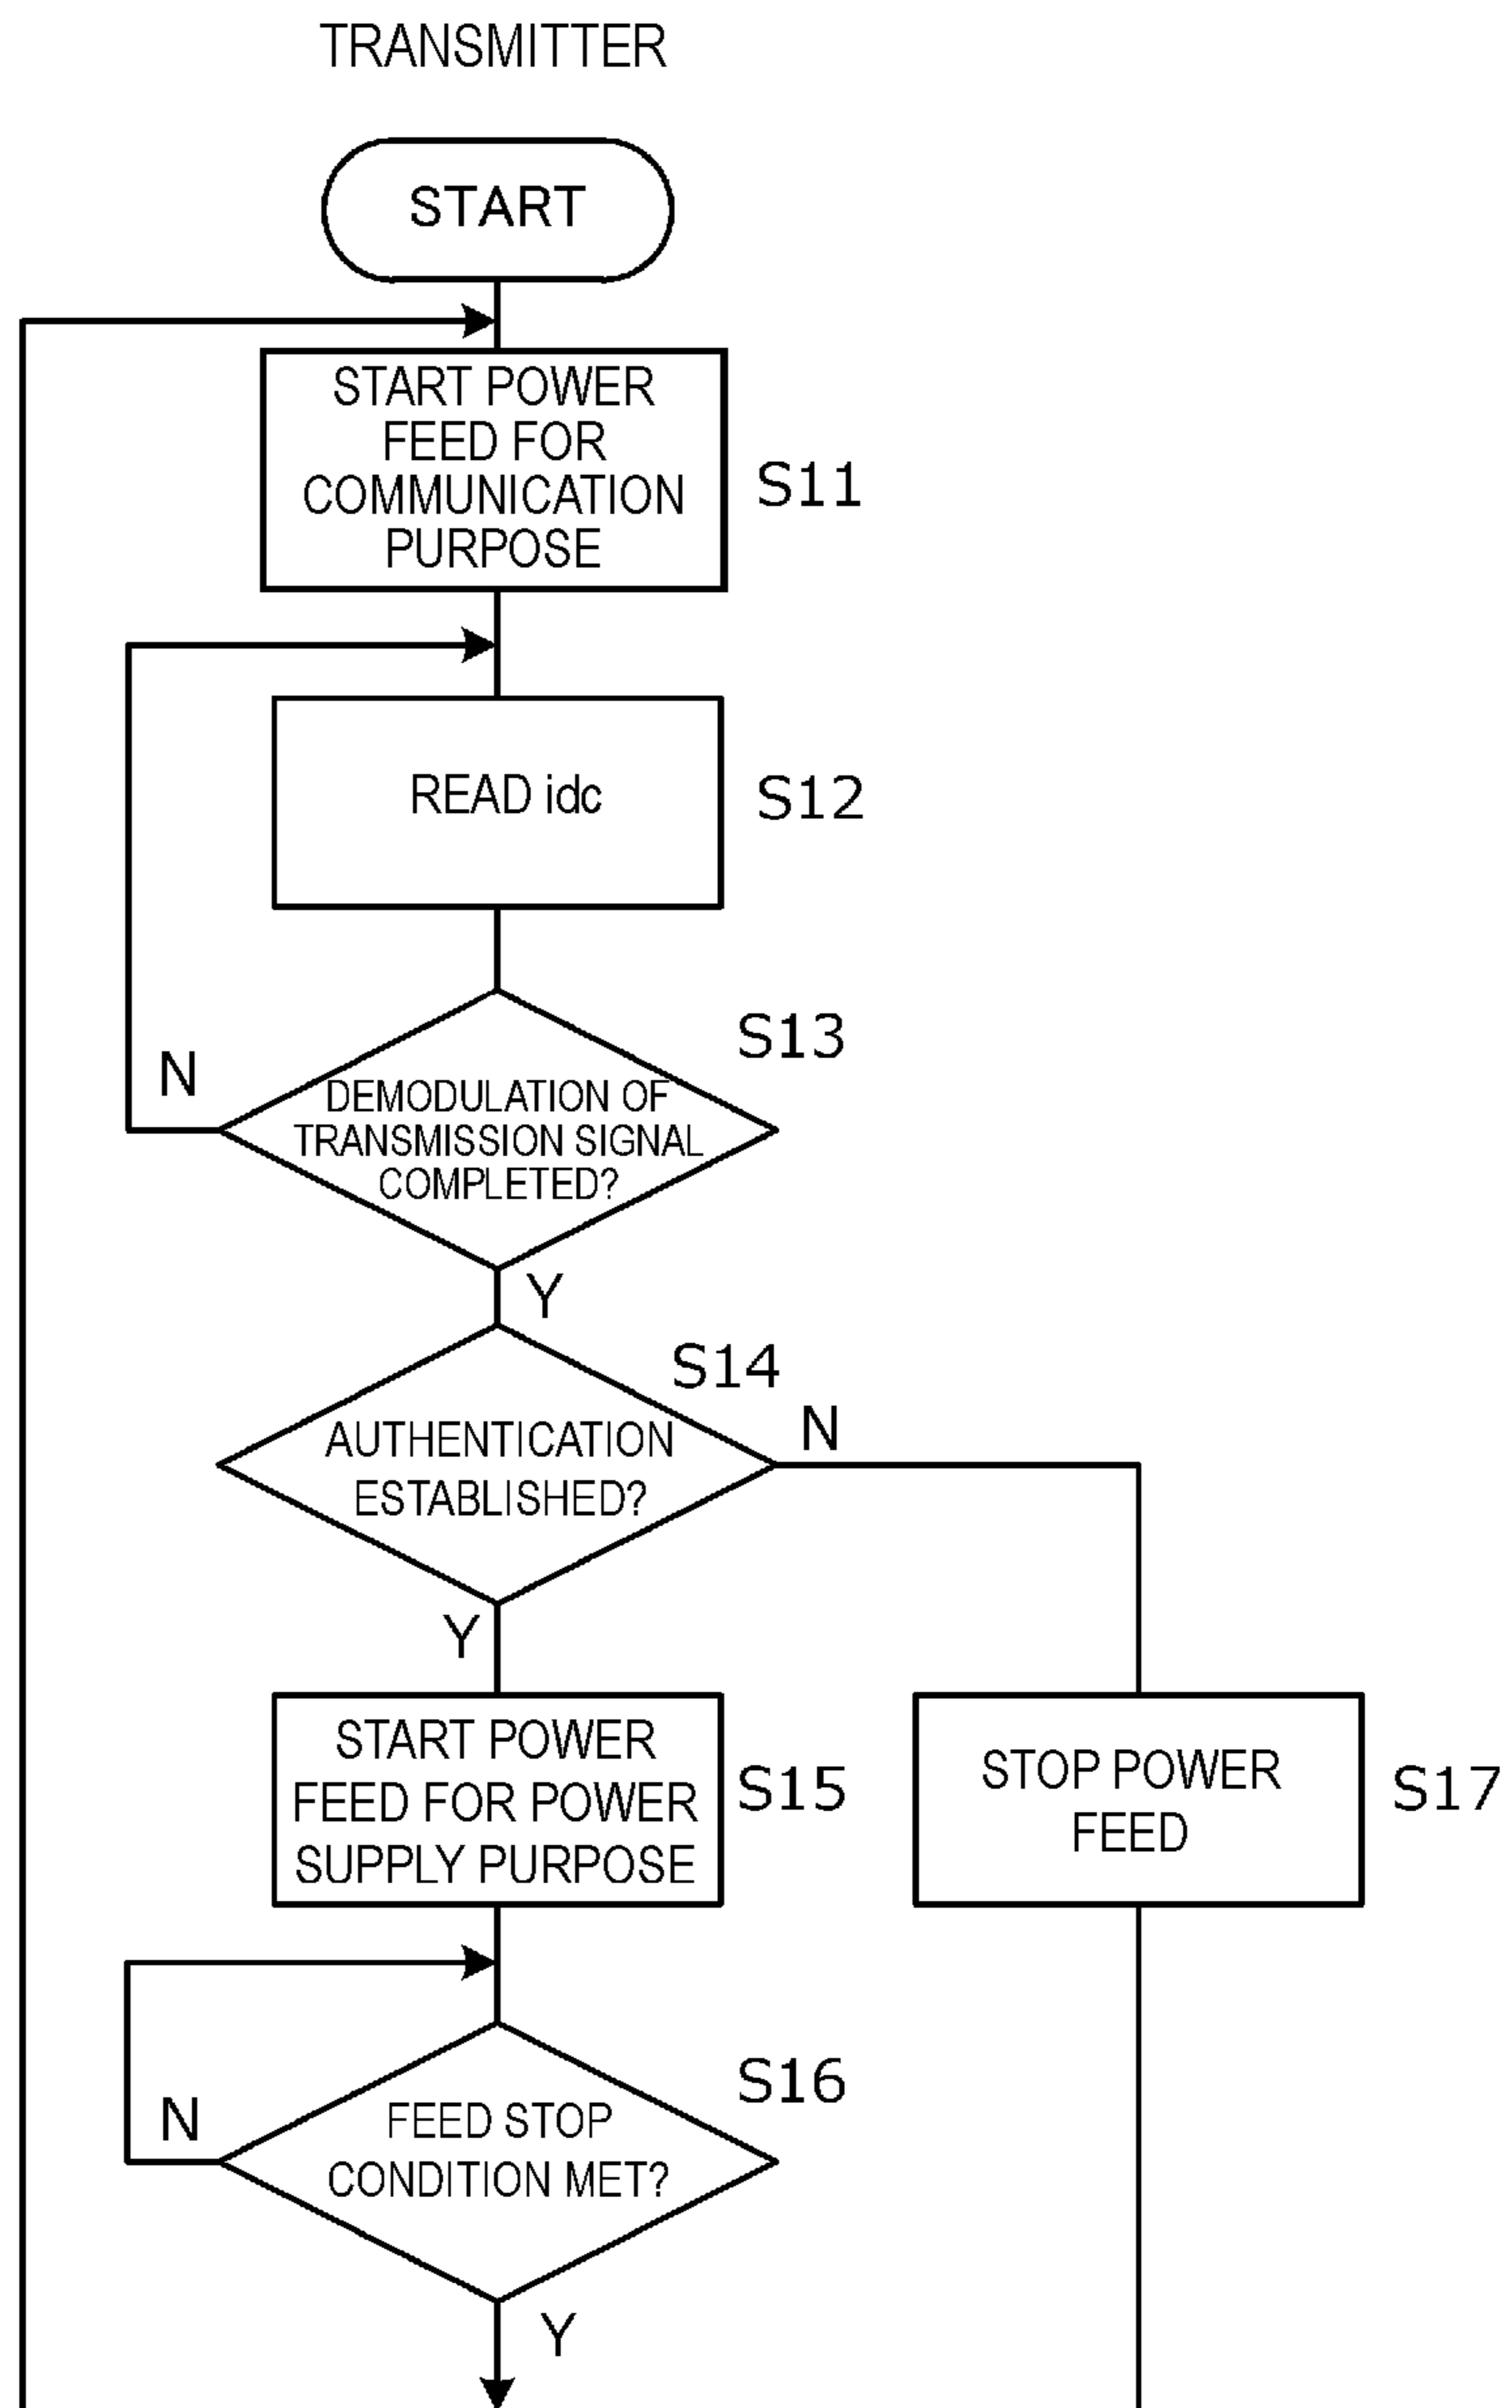 TRANSMITTER
START
START POWER
FEED FOR
COMMUNICATION
PURPOSE
S11
READ idc
S12
S13
N
DEMODULATION OF
TRANSMISSION SIGNAL
COMPLETED?
Y
S14
N
AUTHENTICATION
ESTABLISHED?
Y
START POWER
FEED FOR POWER
SUPPLY PURPOSE
S15
STOP POWER
FEED
S17
S16
N
FEED STOP
CONDITION MET?
Y